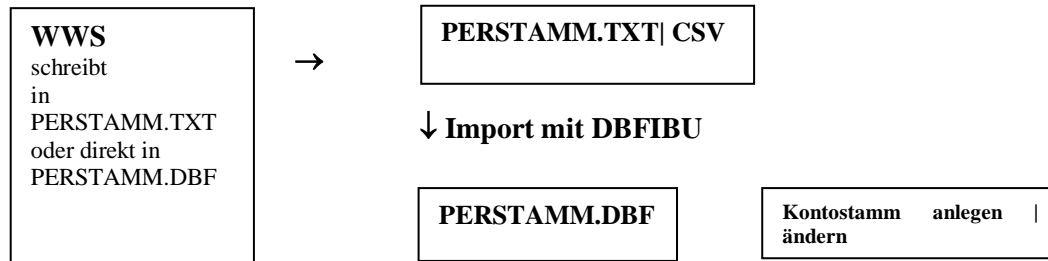 WWS
schreibt
in
PERSTAMM.TXT
oder direkt in
PERSTAMM.DBF
→
PERSTAMM.TXT| CSV
↓ Import mit DBFIBU
PERSTAMM.DBF
Kontostamm anlegen |
ändern